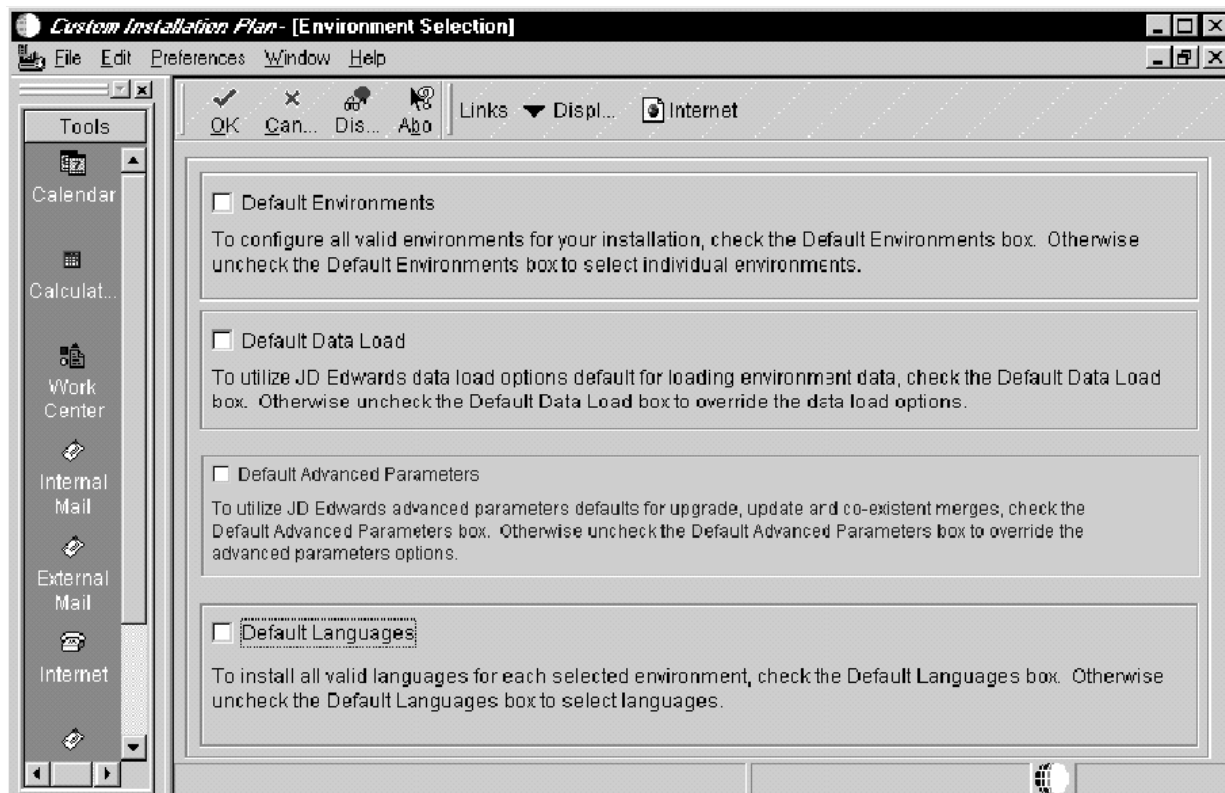 Custom Installation Plan - [Environment Selection]
File Edit Preferences Window Help
Tools
Calendar
Calculat...
Work
Center
Internal
Mail
External
Mail
Internet
OK Can... Dis... Abo Links Displ... Internet
Default Environments
To configure all valid environments for your installation, check the Default Environments box. Otherwise
uncheck the Default Environments box to select individual environments.
Default Data Load
To utilize JD Edwards data load options default for loading environment data, check the Default Data Load
box. Otherwise uncheck the Default Data Load box to override the data load options.
Default Advanced Parameters
To utilize JD Edwards advanced parameters defaults for upgrade, update and co-existent merges, check the
Default Advanced Parameters box. Otherwise uncheck the Default Advanced Parameters box to override the
advanced parameters options.
Default Languages
To install all valid languages for each selected environment, check the Default Languages box. Otherwise
uncheck the Default Languages box to select languages.